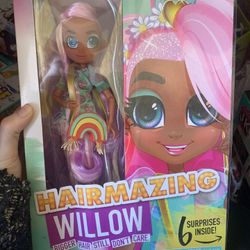 HAIRMAZING
WILLOW
BIGGER HAIR STILL DON'T CARE
6 SURPRISES
INSIDE!